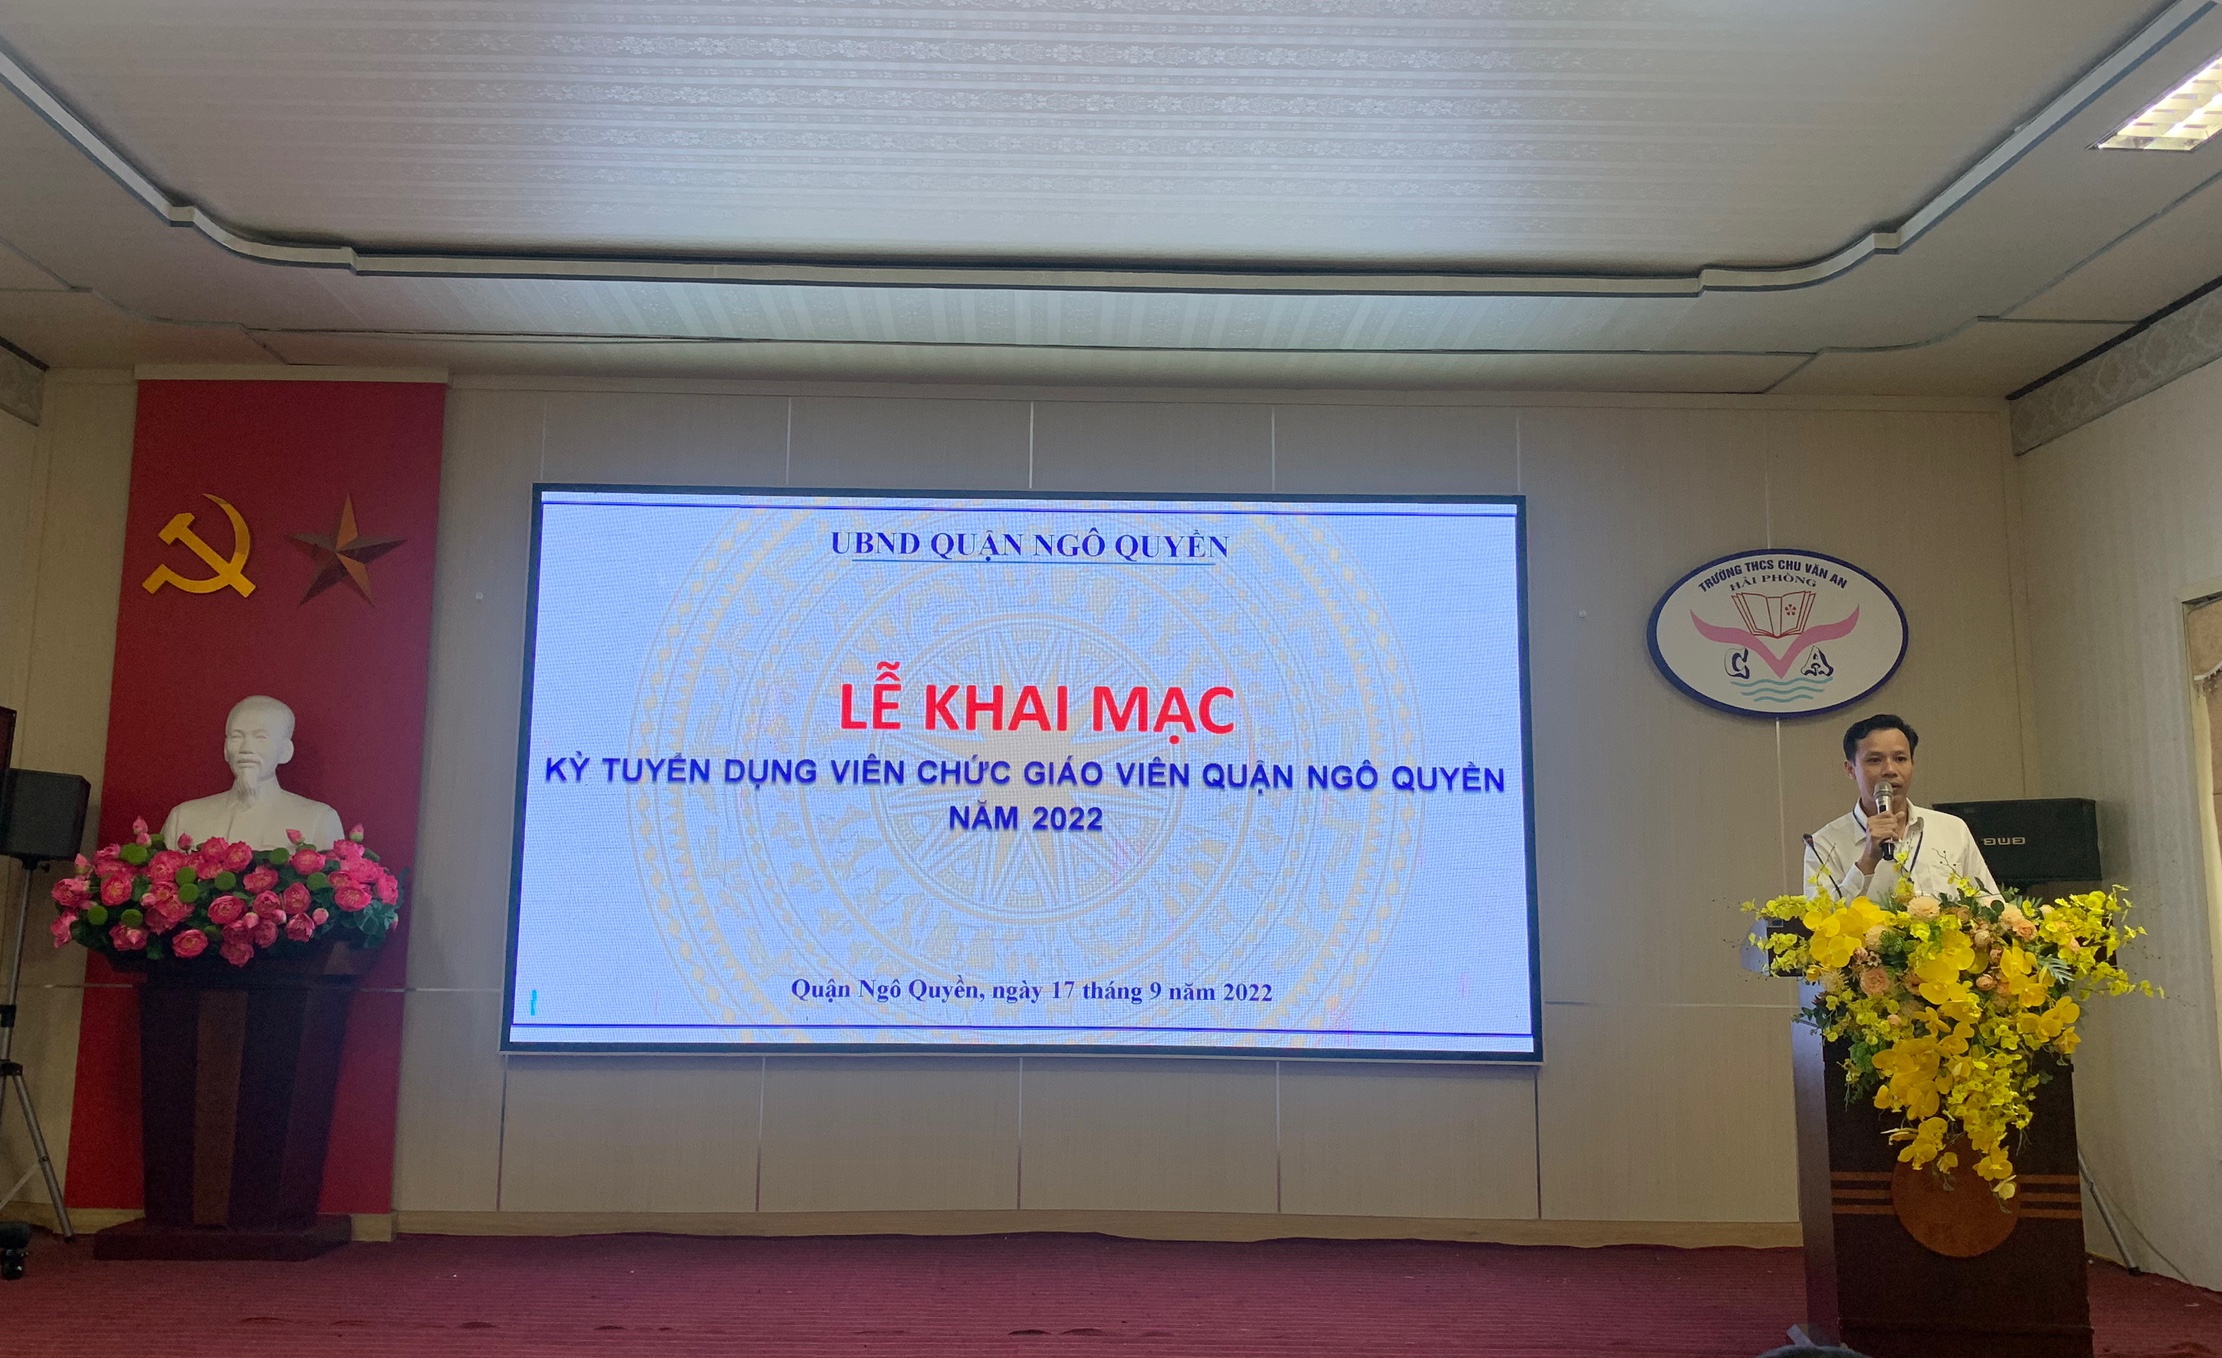 UBND QUẬN NGÔ QUYỀN
LỄ KHAI MẠC
KỲ TUYỂN DỤNG VIÊN CHỨC GIÁO VIÊN QUẬN NGÔ QUYỀN
NĂM 2022
Quận Ngô Quyền, ngày 17 tháng 9 năm 2022
TRƯỜNG THCS CHU VĂN AN
HẢI PHÒNG